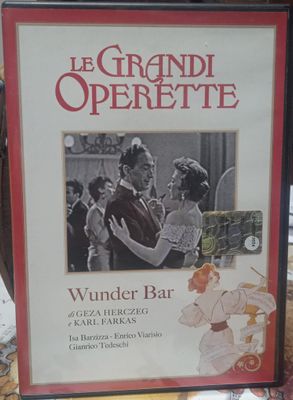 LE GRANDI
OPERETTE
Wunder Bar
di GEZA HERCZEG
e KARL FARKAS
Isa Barzizza - Enrico Viarisio
Gianrico Tedeschi